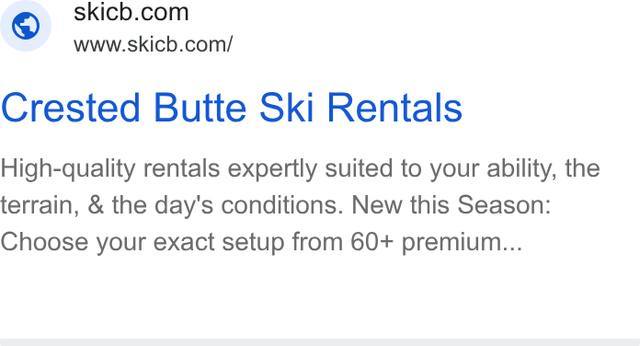 skicb.com
www.skicb.com/
Crested Butte Ski Rentals
High-quality rentals expertly suited to your ability, the
terrain, & the day's conditions. New this Season:
Choose your exact setup from 60+ premium...